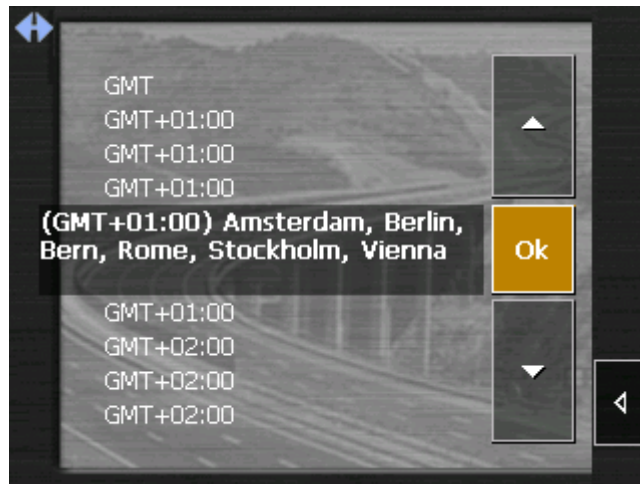 GMT
GMT+01:00
GMT+01:00
GMT+01:00
(GMT+01:00) Amsterdam, Berlin,
Bern, Rome, Stockholm, Vienna
Ok
GMT+01:00
GMT+02:00
GMT+02:00
GMT+02:00